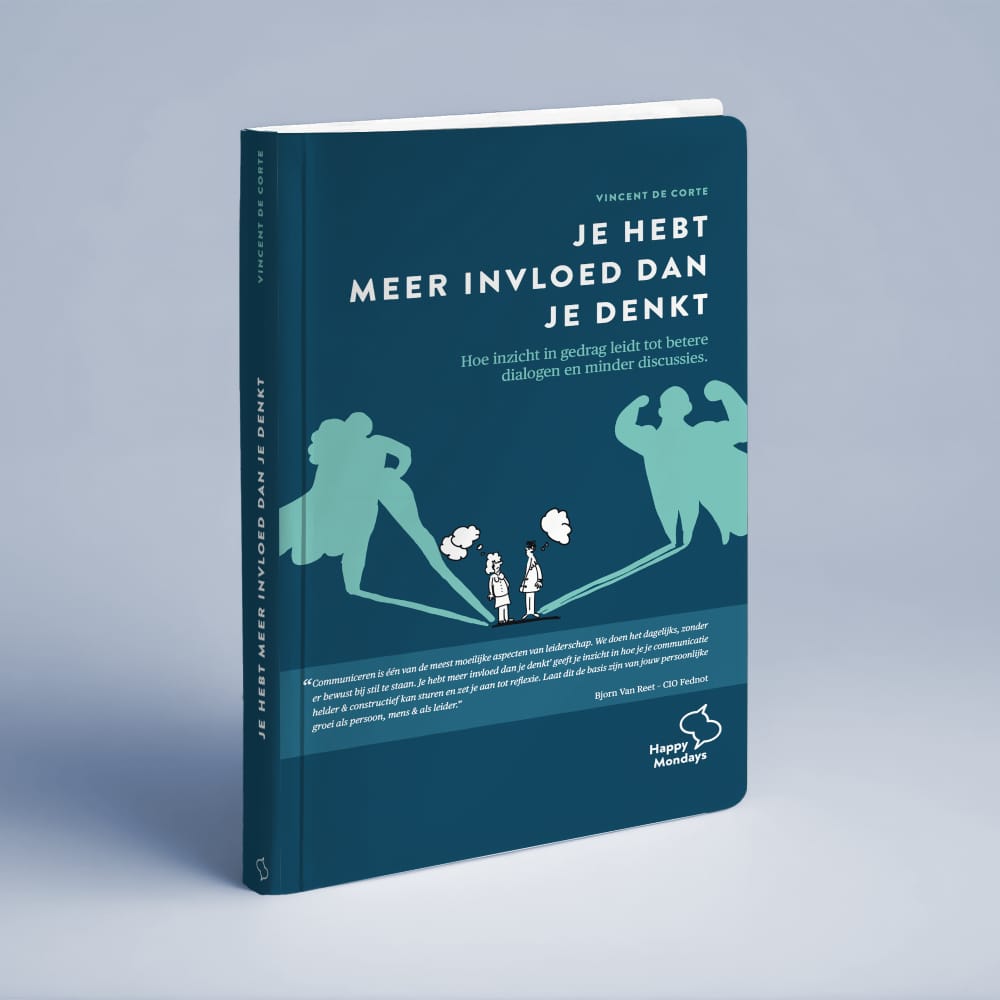 VINCENT DE CORTE
JE HEBT MEER INVLOED DAN JE DENKT
VINCENT DE CORTE
JE HEBT
MEER INVLOED DAN
JE DENKT
Hoe inzicht in gedrag leidt tot betere
dialogen en minder discussies.
“Communiceren is één van de meest moeilijke aspecten van leiderschap. We doen het dagelijks, zonder
er bewust bij stil te staan. Je hebt meer invloed dan je denkt' geeft je inzicht in hoe je je communicatie
helder & constructief kan sturen en zet je aan tot reflexie. Laat dit de basis zijn van jouw persoonlijke
groei als persoon, mens & als leider.”
Bjorn Van Reet - CIO Fednot
Happy
Mondays